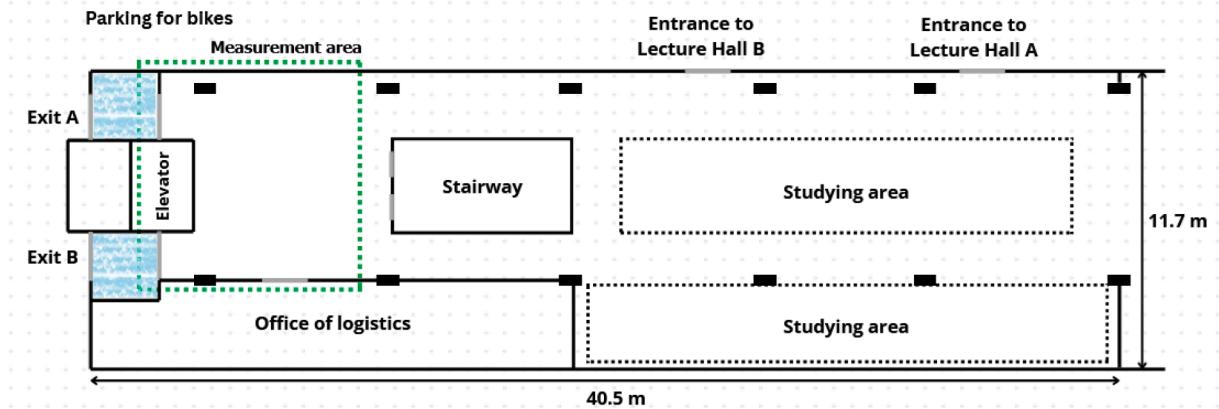 Parking for bikes
Measurement area
Entrance to
Lecture Hall B
Entrance to
Lecture Hall A
Exit A
Elevator
Stairway
Studying area
11.7 m
Exit B
Office of logistics
Studying area
40.5 m